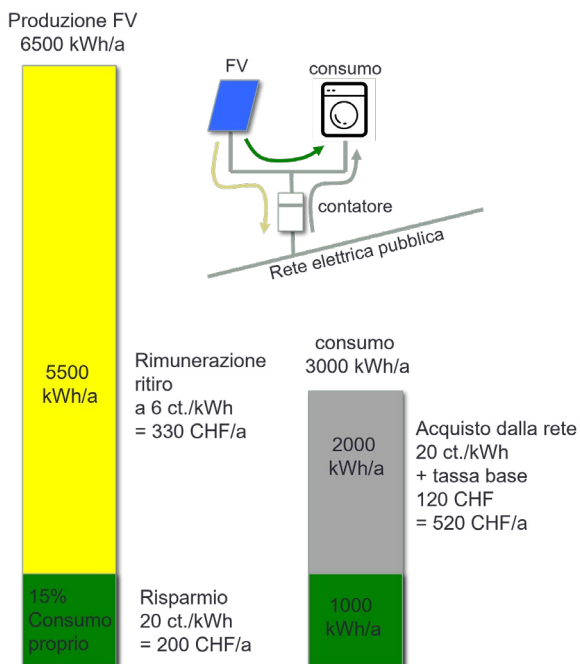 Produzione FV
6500 kWh/a
FV
consumo
contatore
Rete elettrica pubblica
5500
kWh/a
Rimunerazione
ritiro
a 6 ct./kWh
= 330 CHF/a
consumo
3000 kWh/a
2000
kWh/a
Acquisto dalla rete
20 ct./kWh
+ tassa base
120 CHF
= 520 CHF/a
15%
Consumo
proprio
Risparmio
20 ct./kWh
= 200 CHF/a
1000
kWh/a